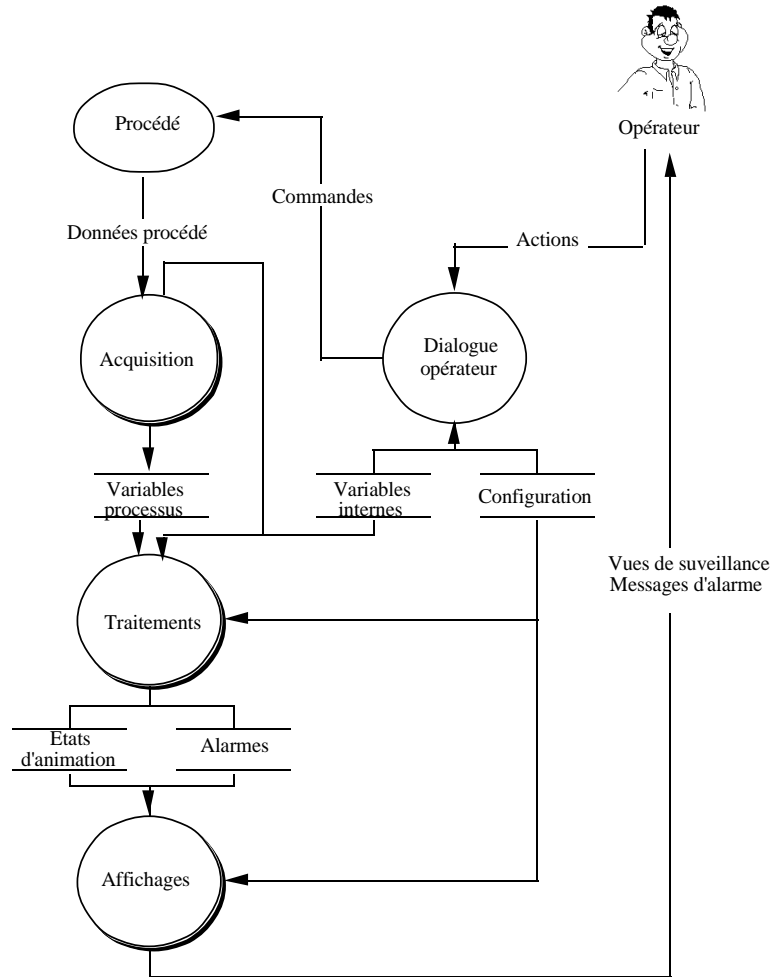 Opérateur
Procédé
Commandes
Données procédé
Actions
Acquisition
Dialogue
opérateur
Variables
processus
Variables
internes
Configuration
Vues de suveillance
Messages d'alarme
Traitements
Etats
d'animation
Alarmes
Affichages